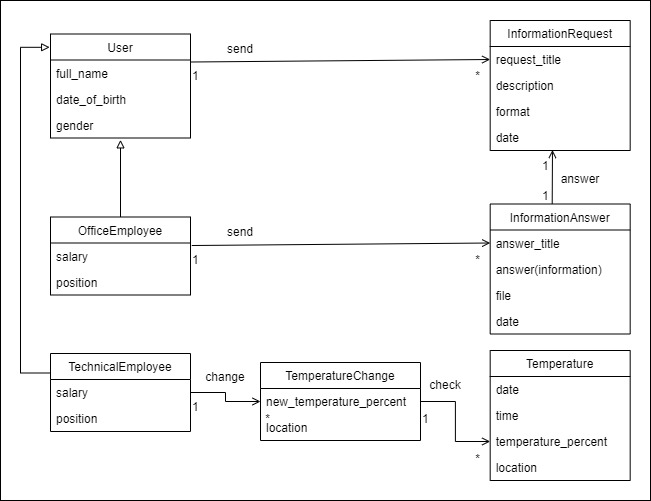 User
full_name
date_of_birth
gender
send
1
*
InformationRequest
request_title
description
format
date
1
answer
1
OfficeEmployee
salary
position
send
1
*
InformationAnswer
answer_title
answer(information)
file
date
TechnicalEmployee
salary
position
change
1
TemperatureChange
new_temperature_percent
*
location
check
1
*
Temperature
date
time
temperature_percent
location